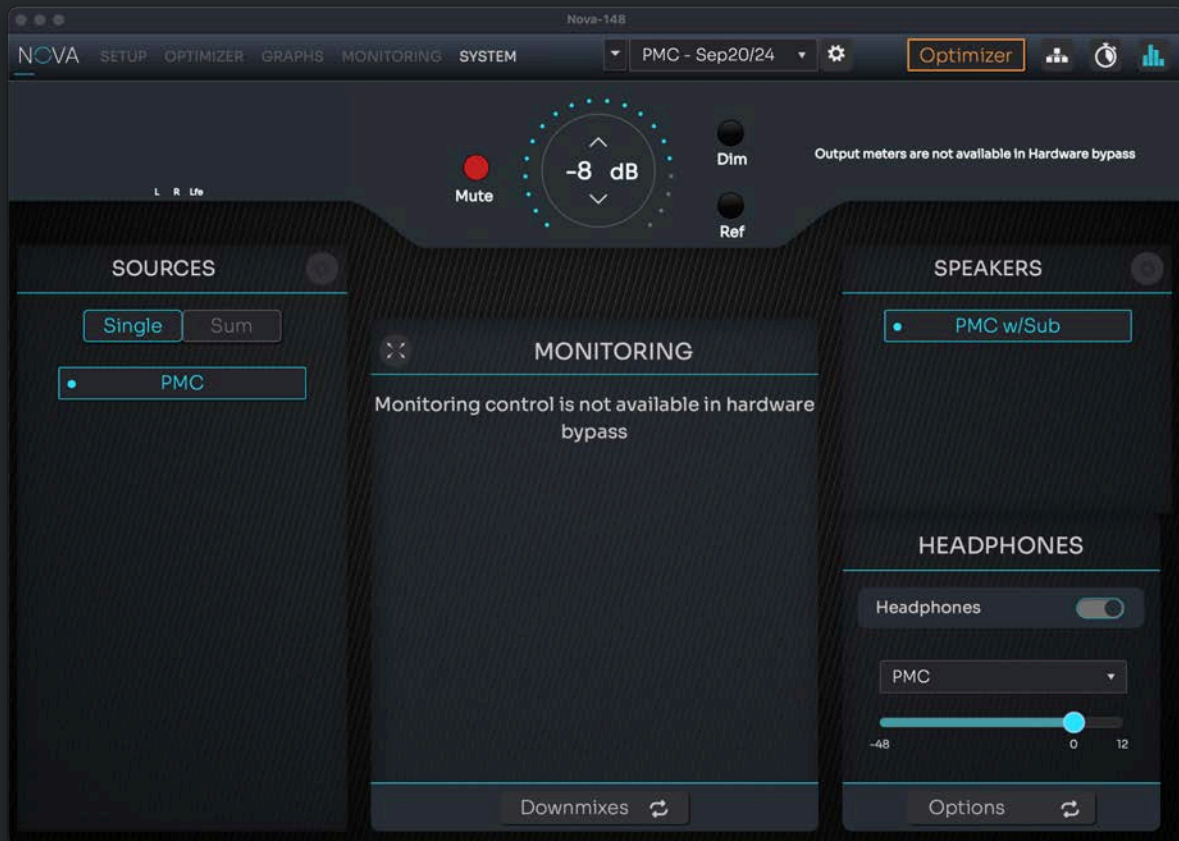 Nova-148
NOVA SETUP OPTIMIZER GRAPHS MONITORING SYSTEM PMC - Sep20/24 Optimizer
-8 dB
Mute
Dim
Ref
Output meters are not available in Hardware bypass
L R Lfe
SOURCES
Single Sum
PMC
MONITORING
Monitoring control is not available in hardware
bypass
Downmixes
SPEAKERS
PMC w/Sub
HEADPHONES
Headphones
PMC
-48 0 12
Options